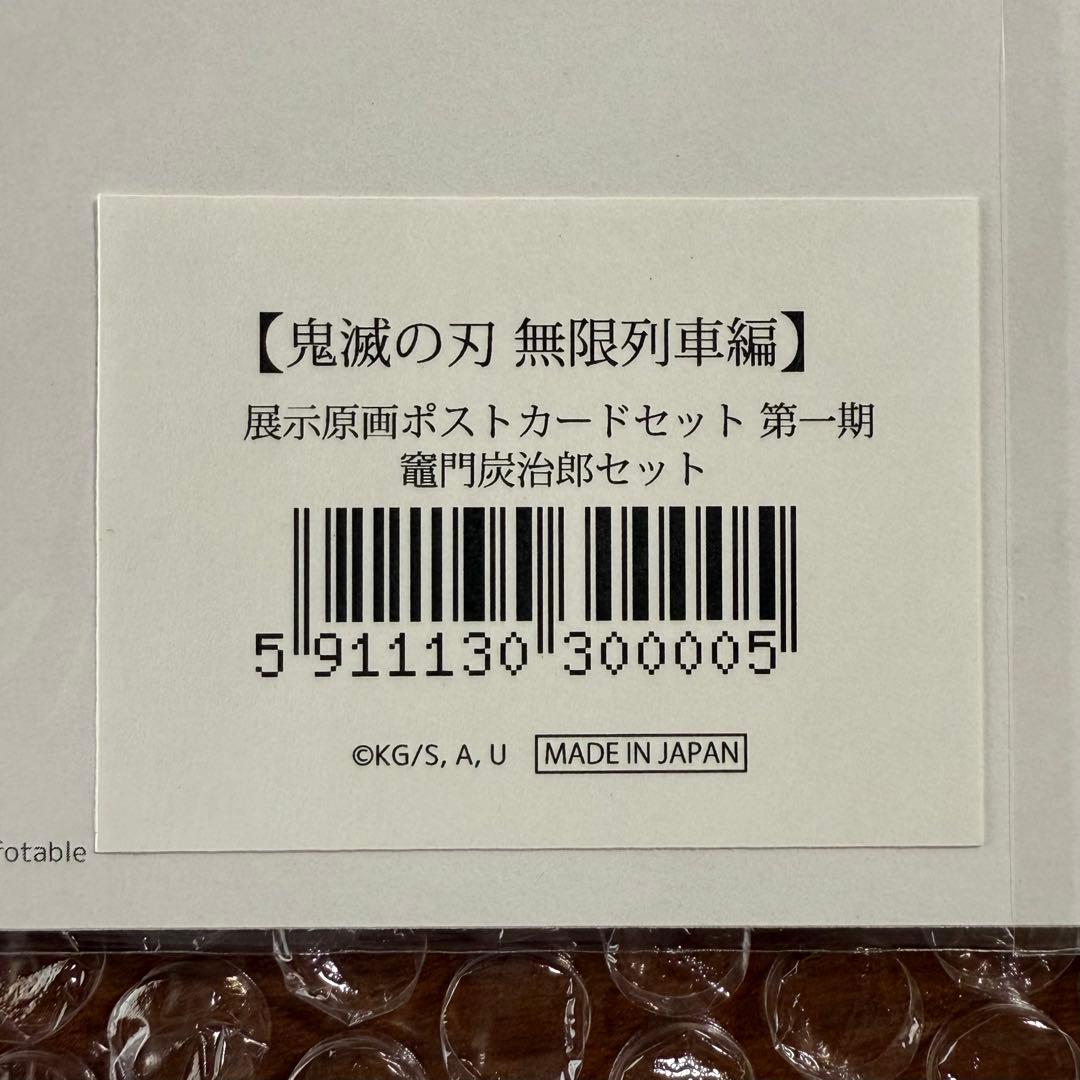 【鬼滅の刃 無限列車編】
展示原画ポストカードセット 第一期
竈門炭治郎セット
5 911130 300005
©KG/S, A, U MADE IN JAPAN
fotable